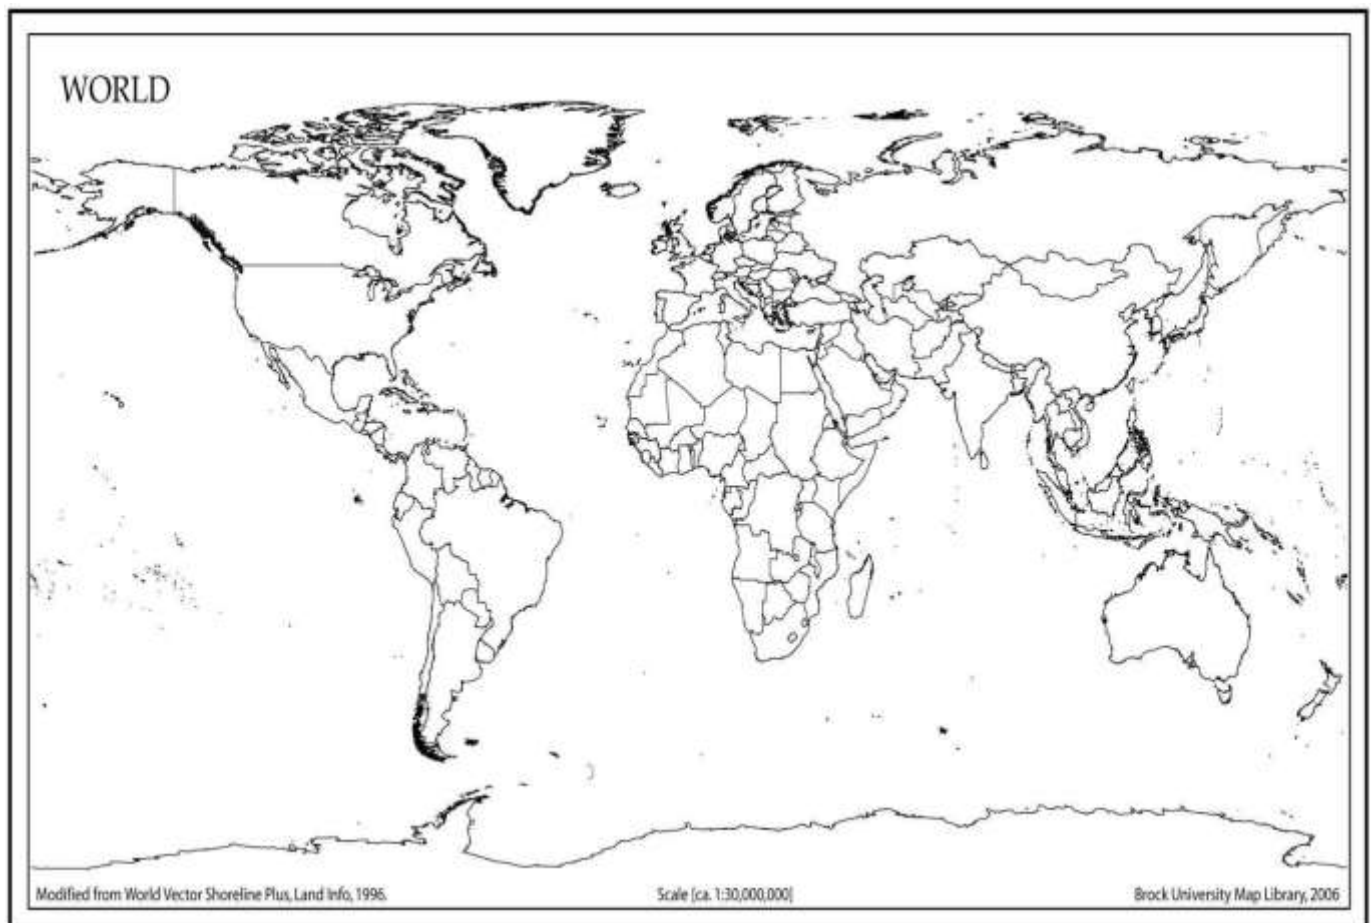 WORLD
Modified from World Vector Shoreline Plus, Land Info, 1996.
Scale [ca. 1:30,000,000]
Brock University Map Library, 2006